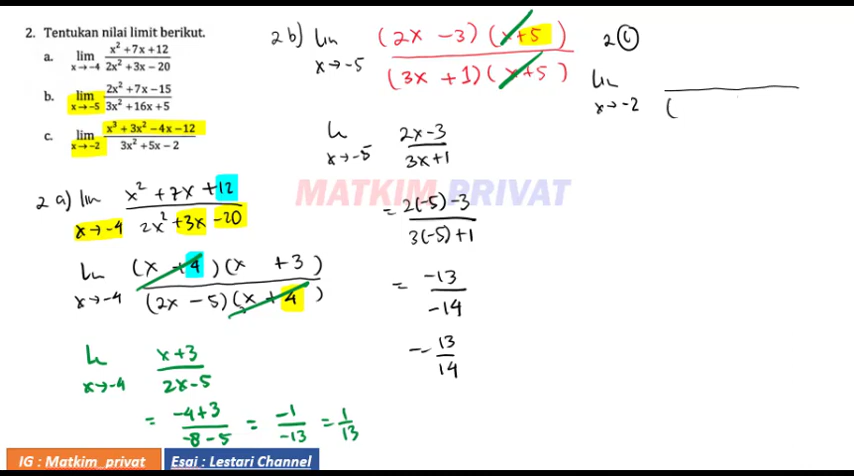 2. Tentukan nilai limit berikut.
a. lim x→-4 x² + 7x + 12 / 2x² + 3x - 20
b. lim x→-5 2x² + 7x - 15 / 3x² + 16x + 5
c. lim x→-2 x³ + 3x² - 4x - 12 / 3x² + 5x - 2
2 a) lim x→-4 x² + 7x + 12 / 2x² + 3x - 20
lim x→-4 (x + 4)(x + 3) / (2x - 5)(x + 4)
lim x→-4 x+3 / 2x-5
= -4+3 / -8-5 = -1 / -13 = 1/13
2 b) lim x→-5 (2x - 3)(x+5) / (3x + 1)(x+5)
lim x→-5 2x-3 / 3x+1
= 2(-5)-3 / 3(-5)+1
= -13 / -14
= 13 / 14
2 c
lim x→-2 (
MATKIM PRIVAT
IG : Matkim_privat
Esai : Lestari Channel